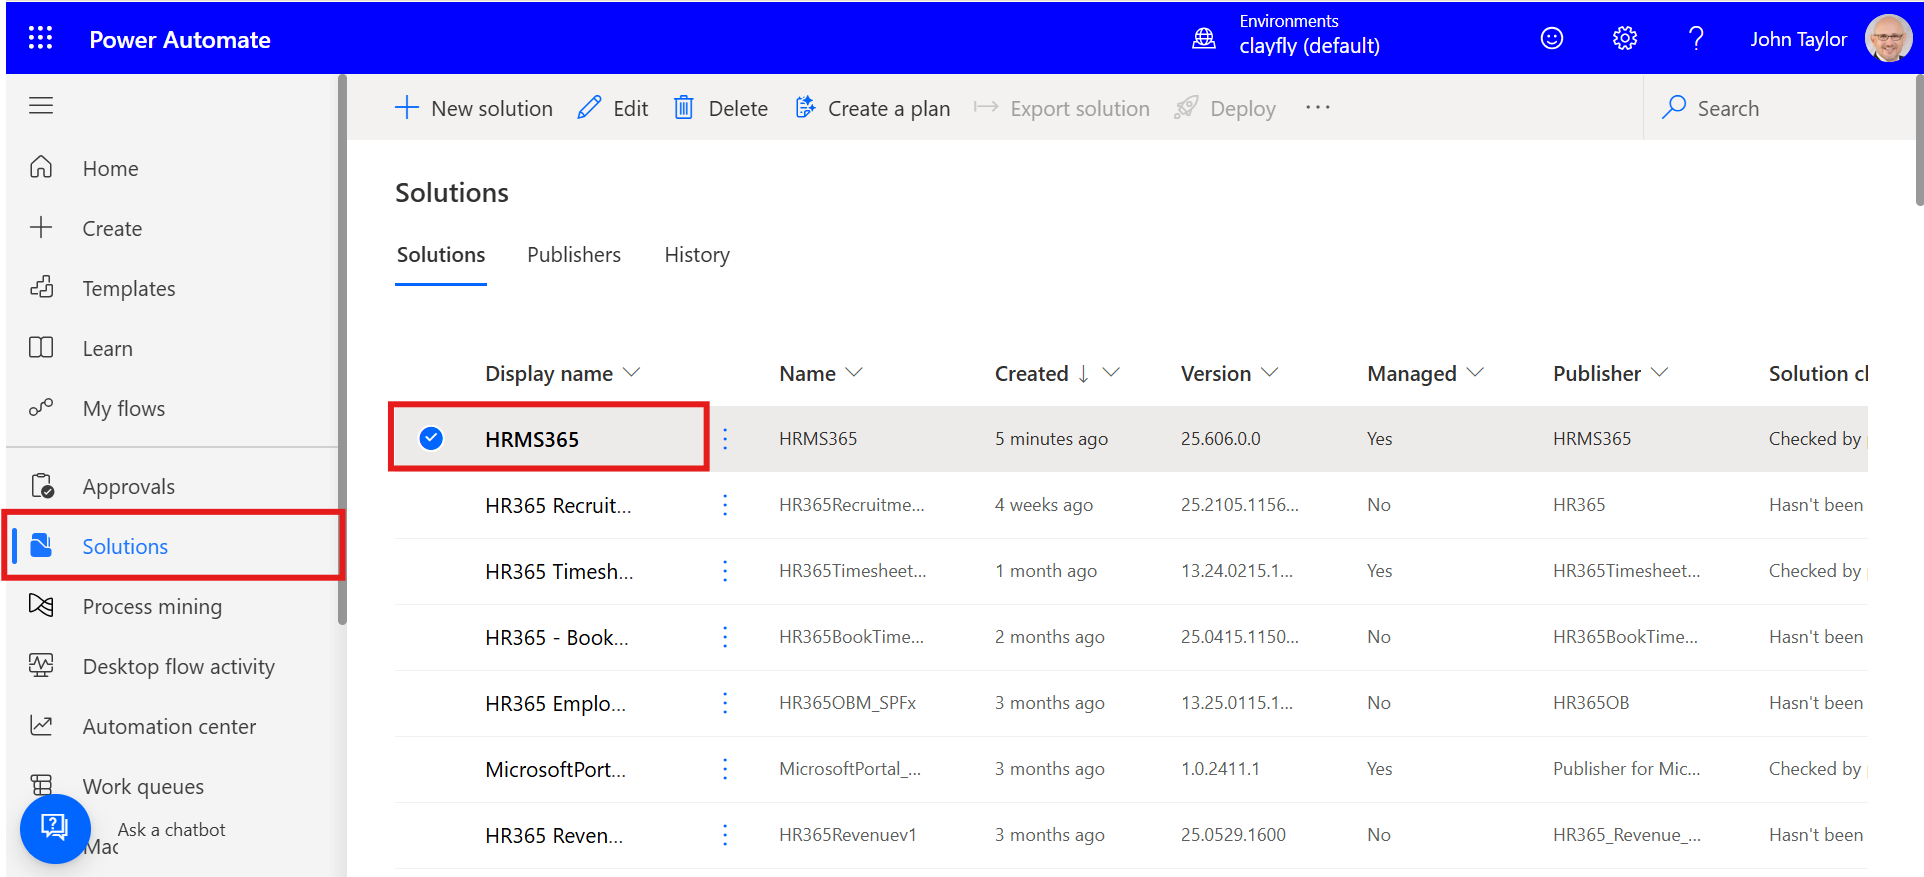 Power Automate
Environments
clayfly (default)
John Taylor
New solution
Edit
Delete
Create a plan
Export solution
Deploy
Search
Home
Create
Templates
Learn
My flows
Approvals
Solutions
Process mining
Desktop flow activity
Automation center
Work queues
Ask a chatbot
Mac
Solutions
Solutions Publishers History
Display name Name Created Version Managed Publisher Solution cl
HRMS365 HRMS365 5 minutes ago 25.606.0.0 Yes HRMS365 Checked by
HR365 Recruit... HR365Recruitme... 4 weeks ago 25.2105.1156... No HR365 Hasn't been
HR365 Timesh... HR365Timesheet... 1 month ago 13.24.0215.1... Yes HR365Timesheet... Checked by
HR365 - Book... HR365BookTime... 2 months ago 25.0415.1150... No HR365BookTime... Hasn't been
HR365 Emplo... HR365OBM_SPFx 3 months ago 13.25.0115.1... No HR365OB Hasn't been
MicrosoftPort... MicrosoftPortal_... 3 months ago 1.0.2411.1 Yes Publisher for Mic... Checked by
HR365 Reven... HR365Revenuev1 3 months ago 25.0529.1600 No HR365_Revenue_... Hasn't been